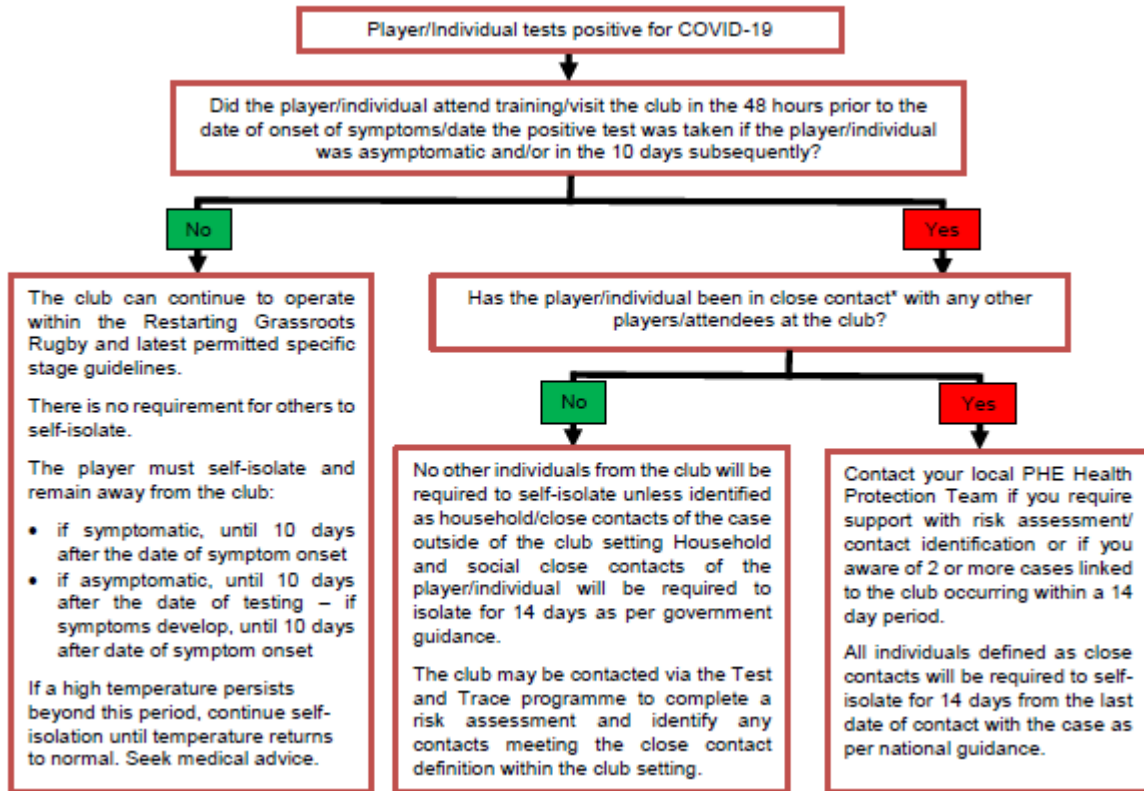 Player/Individual tests positive for COVID-19
Did the player/individual attend training/visit the club in the 48 hours prior to the
date of onset of symptoms/date the positive test was taken if the player/individual
was asymptomatic and/or in the 10 days subsequently?
No
Yes
The club can continue to operate
within the Restarting Grassroots
Rugby and latest permitted specific
stage guidelines.
There is no requirement for others to
self-isolate.
The player must self-isolate and
remain away from the club:
• if symptomatic, until 10 days
after the date of symptom onset
• if asymptomatic, until 10 days
after the date of testing – if
symptoms develop, until 10 days
after date of symptom onset
If a high temperature persists
beyond this period, continue self-
isolation until temperature returns
to normal. Seek medical advice.
Has the player/individual been in close contact* with any other
players/attendees at the club?
No
Yes
No other individuals from the club will be
required to self-isolate unless identified
as household/close contacts of the case
outside of the club setting Household
and social close contacts of the
player/individual will be required to
isolate for 14 days as per government
guidance.
The club may be contacted via the Test
and Trace programme to complete a
risk assessment and identify any
contacts meeting the close contact
definition within the club setting.
Contact your local PHE Health
Protection Team if you require
support with risk assessment/
contact identification or if you
aware of 2 or more cases linked
to the club occurring within a 14
day period.
All individuals defined as close
contacts will be required to self-
isolate for 14 days from the last
date of contact with the case as
per national guidance.